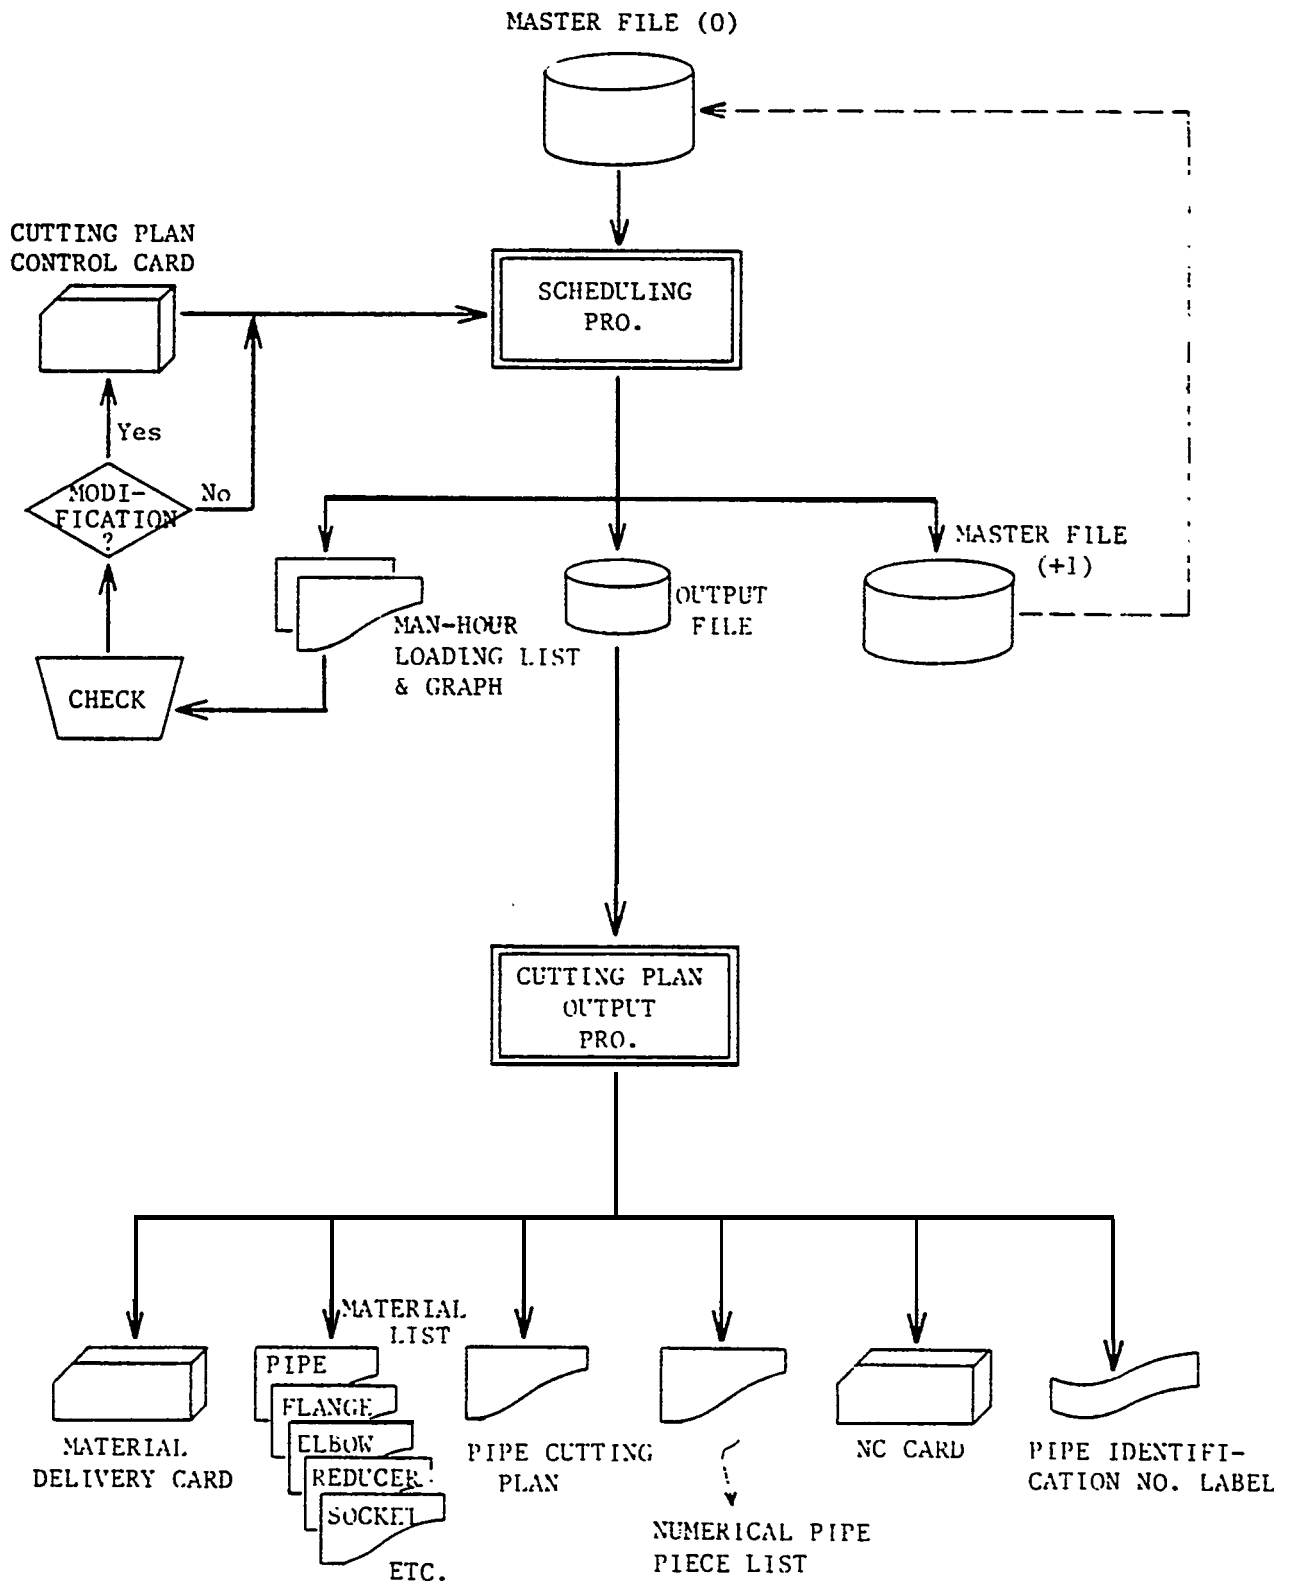 MASTER FILE (0)
CUTTING PLAN
CONTROL CARD
SCHEDULING
PRO.
Yes
MODI-
FICATION
?
No
MASTER FILE
(+1)
OUTPUT
FILE
MAN-HOUR
LOADING LIST
& GRAPH
CHECK
CUTTING PLAN
OUTPUT
PRO.
MATERIAL
LIST
PIPE
FLANGE
ELBOW
REDUCER
SOCKET
ETC.
MATERIAL
DELIVERY CARD
PIPE CUTTING
PLAN
NUMERICAL PIPE
PIECE LIST
NC CARD
PIPE IDENTIFI-
CATION NO. LABEL